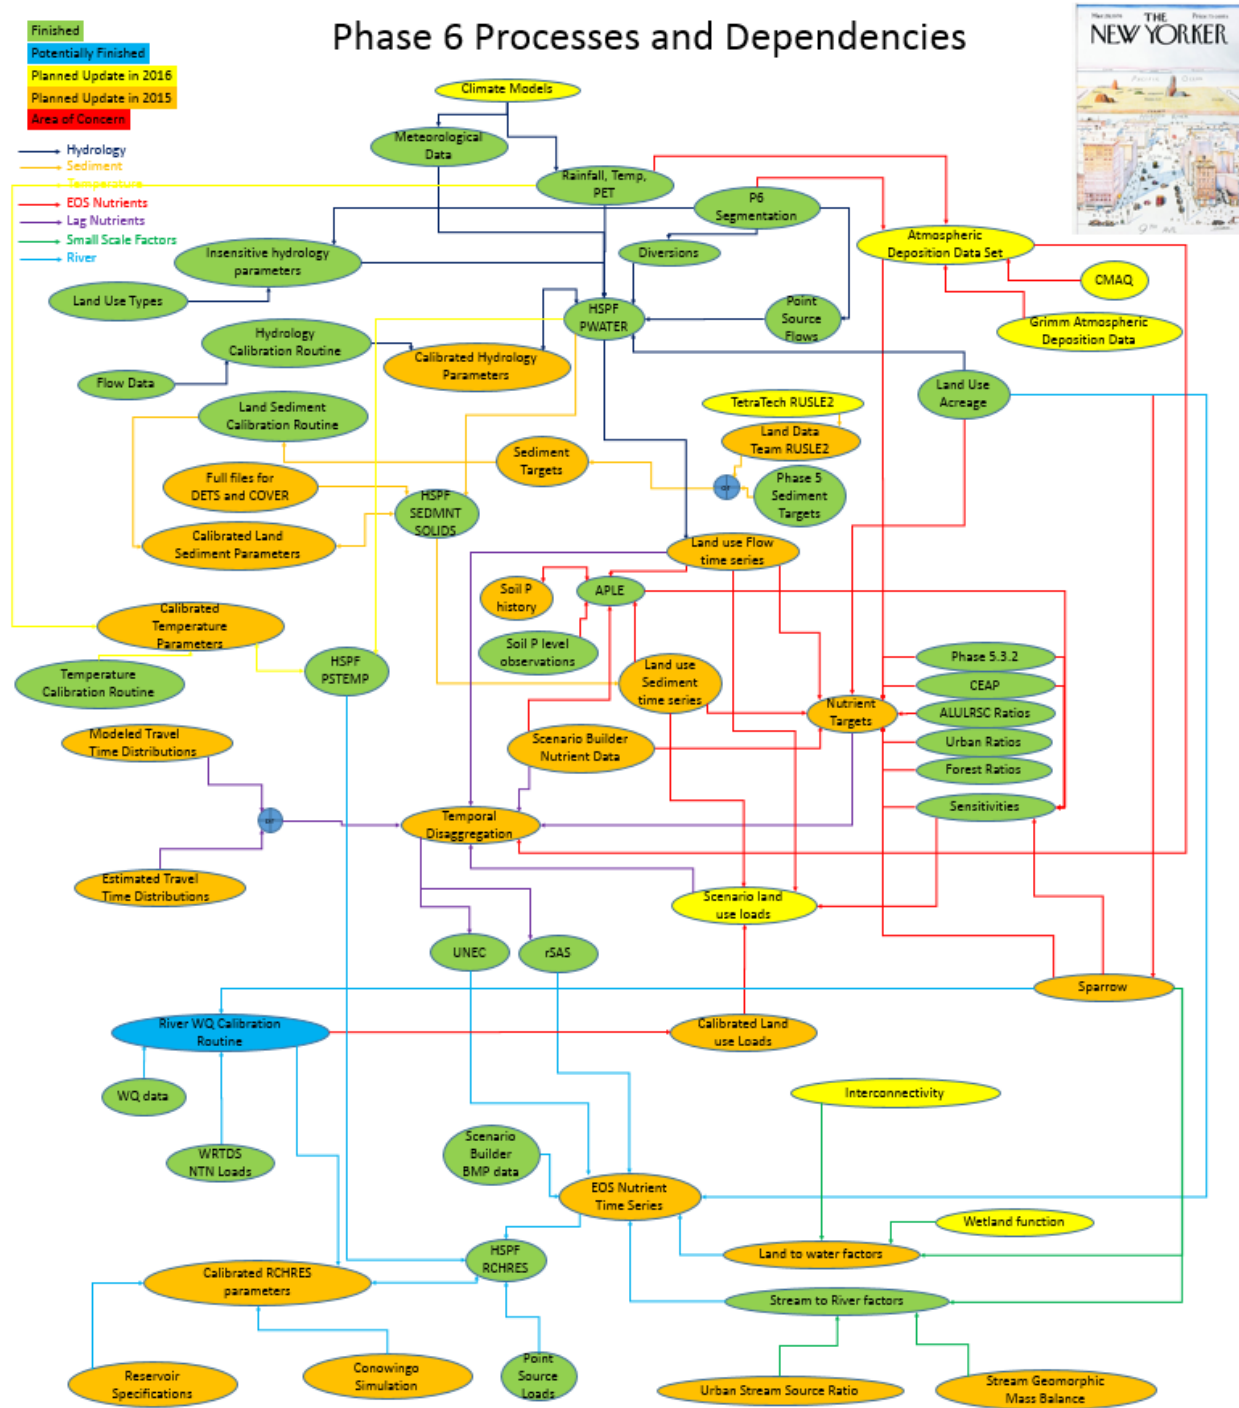 Phase 6 Processes and Dependencies
Finished
Potentially Finished
Planned Update in 2016
Planned Update in 2015
Area of Concern
Hydrology
Sediment
Temperature
EOS Nutrients
Lag Nutrients
Small Scale Factors
River
THE
NEW YORKER
Climate Models
Meteorological
Data
Rainfall, Temp,
PET
P6
Segmentation
Atmospheric
Deposition Data Set
Insensitive hydrology
parameters
Diversions
CMAQ
Land Use Types
HSPF
PWATER
Point
Source
Flows
Grimm Atmospheric
Deposition Data
Hydrology
Calibration Routine
Calibrated Hydrology
Parameters
Flow Data
Land Use
Acreage
Land Sediment
Calibration Routine
TetraTech RUSLE2
Land Data
Team RUSLE2
Sediment
Targets
Full files for
DETS and COVER
or
Phase 5
Sediment
Targets
HSPF
SEDMNT
SOLIDS
Calibrated Land
Sediment Parameters
Land use Flow
time series
Soil P
history
APLE
Calibrated
Temperature
Parameters
Soil P level
observations
HSPF
PSTEMP
Phase 5.3.2
Temperature
Calibration Routine
Land use
Sediment
time series
CEAP
Nutrient
Targets
ALULRSC Ratios
Modeled Travel
Time Distributions
Scenario Builder
Nutrient Data
Urban Ratios
Forest Ratios
Sensitivities
or
Temporal
Disaggregation
Estimated Travel
Time Distributions
Scenario land
use loads
UNEC
rSAS
Sparrow
River WQ Calibration
Routine
Calibrated Land
use Loads
WQ data
Interconnectivity
WRTDS
NTN Loads
Scenario
Builder
BMP data
EOS Nutrient
Time Series
Wetland function
Land to water factors
HSPF
RCHRES
Calibrated RCHRES
parameters
Stream to River factors
Reservoir
Specifications
Conowingo
Simulation
Point
Source
Loads
Urban Stream Source Ratio
Stream Geomorphic
Mass Balance